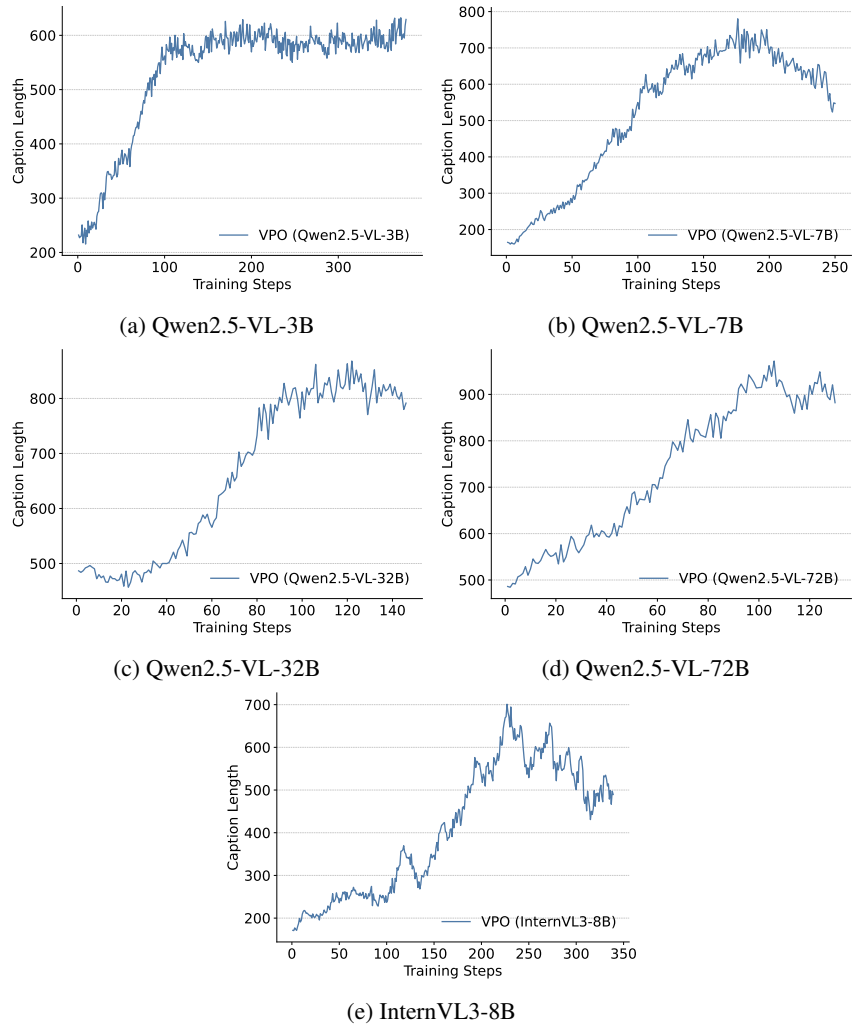 600
500
400
300
200
Caption Length
VPO (Qwen2.5-VL-3B)
0 100 200 300
Training Steps
(a) Qwen2.5-VL-3B
800
700
600
500
400
300
200
Caption Length
VPO (Qwen2.5-VL-7B)
0 50 100 150 200 250
Training Steps
(b) Qwen2.5-VL-7B
800
700
600
500
Caption Length
VPO (Qwen2.5-VL-32B)
0 20 40 60 80 100 120 140
Training Steps
(c) Qwen2.5-VL-32B
900
800
700
600
500
Caption Length
VPO (Qwen2.5-VL-72B)
0 20 40 60 80 100 120
Training Steps
(d) Qwen2.5-VL-72B
700
600
500
400
300
200
Caption Length
VPO (InternVL3-8B)
0 50 100 150 200 250 300 350
Training Steps
(e) InternVL3-8B